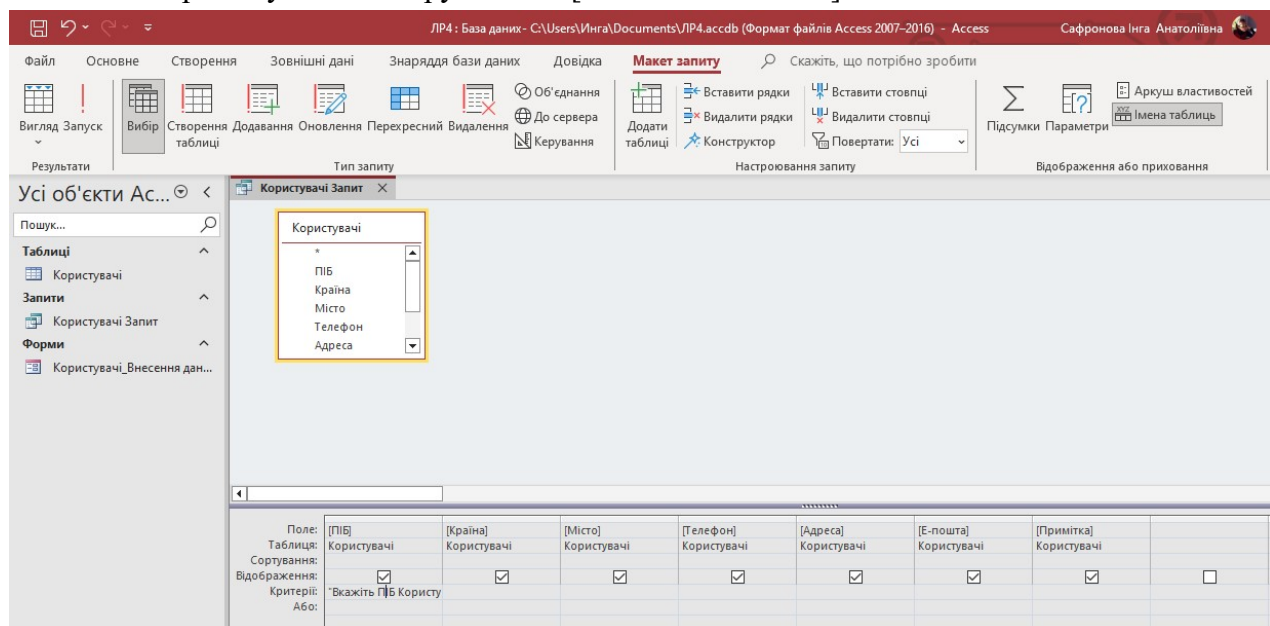 ЛР4 : База даних- C:\Users\Инга\Documents\ЛР4.accdb (Формат файлів Access 2007–2016) - Access Сафронова Інга Анатоліївна
Файл Основне Створення Зовнішні дані Знаряддя бази даних Довідка Макет запиту Скажіть, що потрібно зробити
Вигляд Запуск Вибір Створення таблиці Додавання Оновлення Перехресний Видалення
Об'єднання
До сервера
Керування
Додати таблиці
Вставити рядки
Видалити рядки
Конструктор
Вставити стовпці
Видалити стовпці
Повертати: Усі
Підсумки Параметри
Аркуш властивостей
XYZ Імена таблиць
Результати Тип запиту Настроювання запиту Відображення або приховання
Усі об'єкти Ac...
Пошук...
Таблиці
Користувачі
Запити
Користувачі Запит
Форми
Користувачі_Внесення дан...
Користувачі Запит
Користувачі
*
ПІБ
Країна
Місто
Телефон
Адреса
Поле: [ПІБ] [Країна] [Місто] [Телефон] [Адреса] [Е-пошта] [Примітка]
Таблиця: Користувачі Користувачі Користувачі Користувачі Користувачі Користувачі Користувачі
Сортування:
Відображення:
Критерії: "Вкажіть ПІБ Користу
Або: